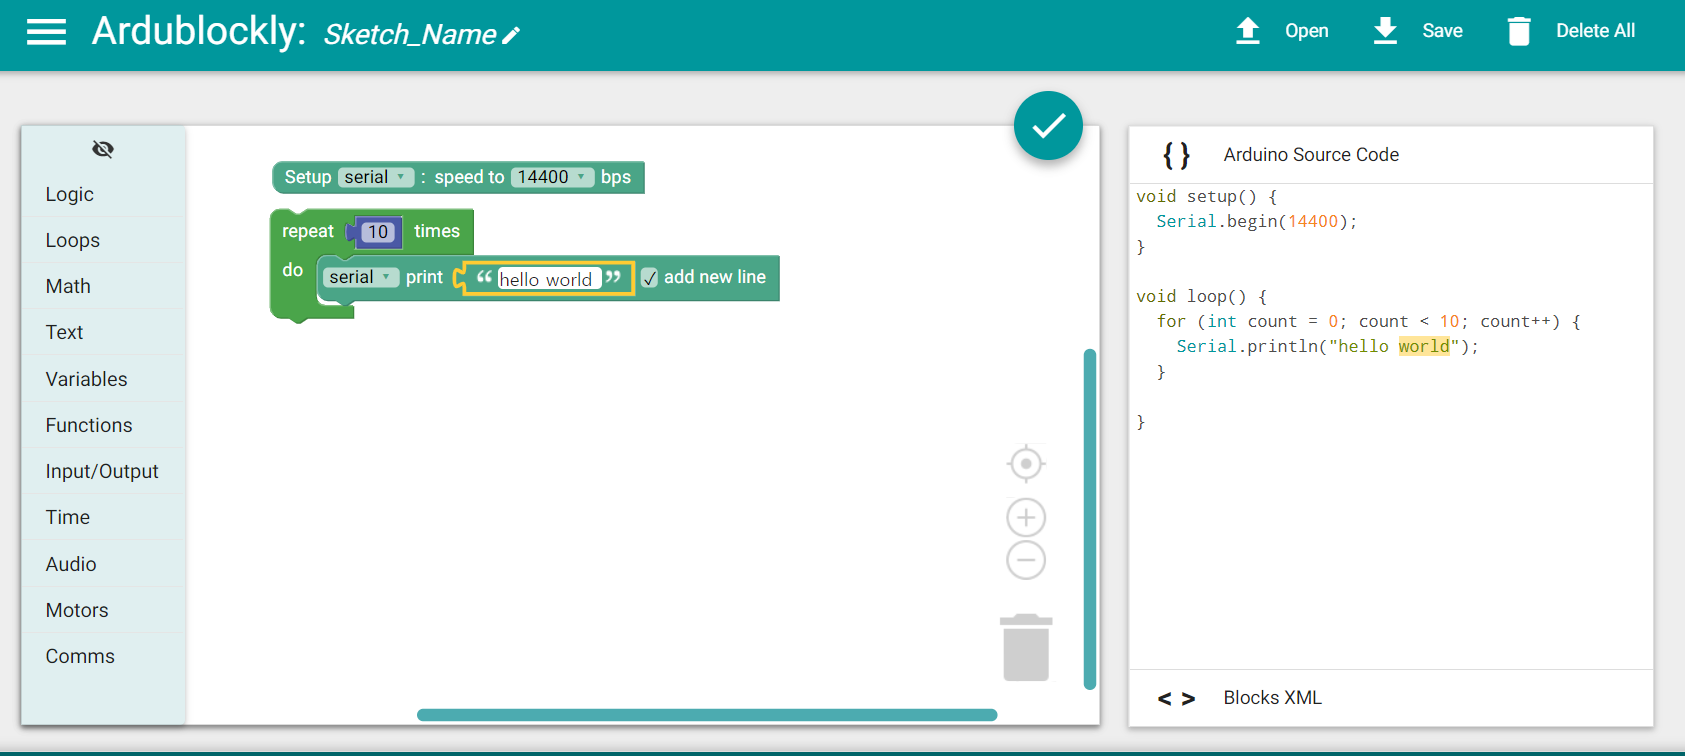 Ardublockly: Sketch_Name
Open
Save
Delete All
Logic
Loops
Math
Text
Variables
Functions
Input/Output
Time
Audio
Motors
Comms
Setup serial : speed to 14400 bps
repeat 10 times
do serial print “ hello world ” ✓ add new line
{ } Arduino Source Code
void setup() {
  Serial.begin(14400);
}

void loop() {
  for (int count = 0; count < 10; count++) {
    Serial.println("hello world");
  }

}
< > Blocks XML